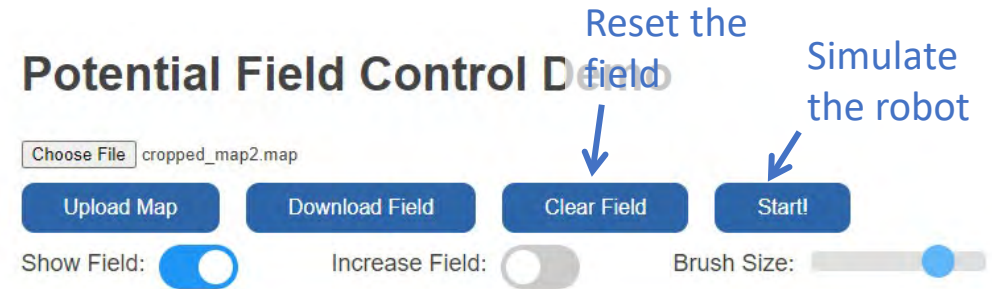 Reset the
field
Simulate
the robot
Potential Field Control Demo
Choose File cropped_map2.map
Upload Map Download Field Clear Field Start!
Show Field: Increase Field: Brush Size: